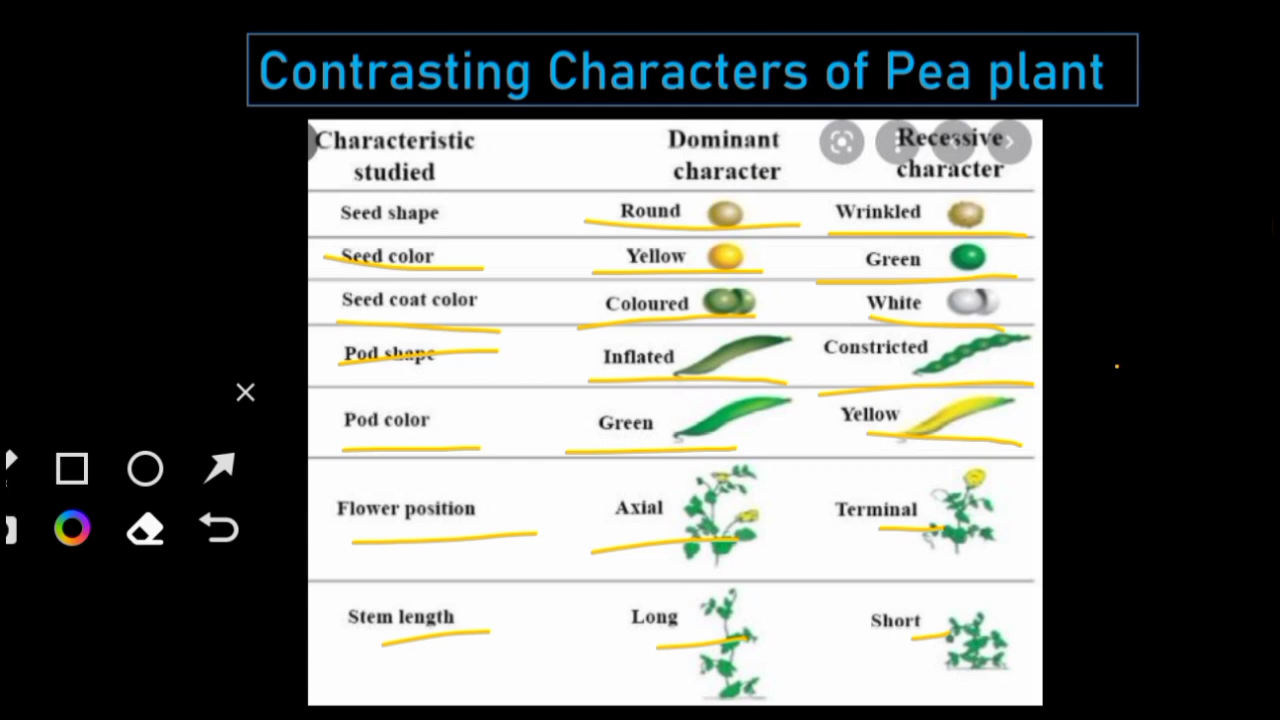 Contrasting Characters of Pea plant
Characteristic studied Dominant character Recessive character
Seed shape Round Wrinkled
Seed color Yellow Green
Seed coat color Coloured White
Pod shape Inflated Constricted
Pod color Green Yellow
Flower position Axial Terminal
Stem length Long Short